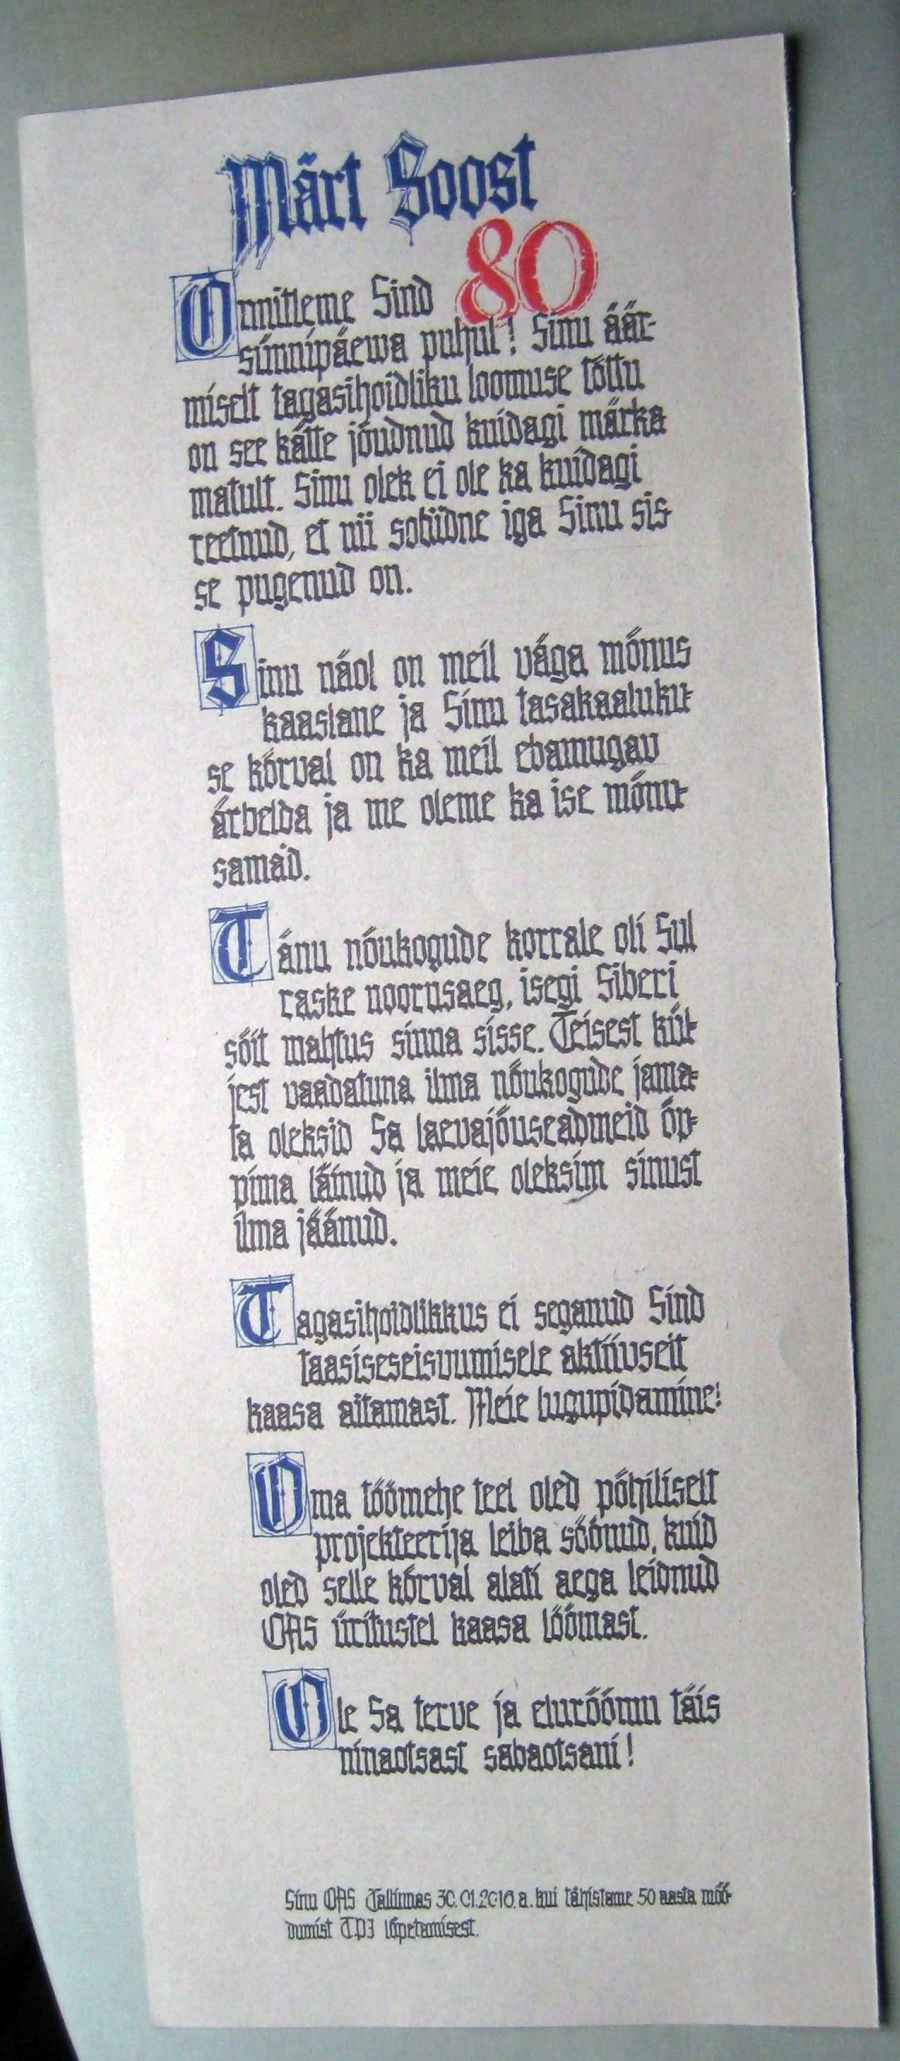 Märt Soost
80
Õnnitleme Sind
sünnipäewa puhul! Sinu äär-
miselt tagasihoidliku loomuse tõttu
on see kätte jõudnud kuidagi märka
matult. Sinu olek ei ole ka kuidagi
reetnud, et nii soliidne iga Sinu sis-
se pugenud on.
Sinu näol on meil väga mõnus
kaaslane ja Sinu tasakaaluku-
se kõrval on ka meil ebamugav
ärbelda ja me oleme ka ise mõnu-
samad.
Tänu nõukogude korrale oli Sul
raske noorusaeg, isegi Siberi
sõit mahtus sinna sisse. Teisest kül-
jest vaadatuna ilma nõukogude jama-
ta oleksid Sa laevajõuseadmeid õp-
pima läinud ja meie oleksim sinust
ilma jäänud.
Tagasihoidlikkus ei seganud Sind
taasiseseisvumisele aktiivselt
kaasa aitamast. Meie lugupidamine!
Oma töömehe teel oled põhiliselt
projekteerija leiba söönud, kuid
oled selle kõrval alati aega leidnud
OAS üritustel kaasa löömast.
Ole Sa terve ja elurõõmu täis
ninaotsast sabaotsani!
Sinu OAS Tallinnas 30.01.2016.a. kui tähistame 50 aasta möö-
dumist TPI lõpetamisest.